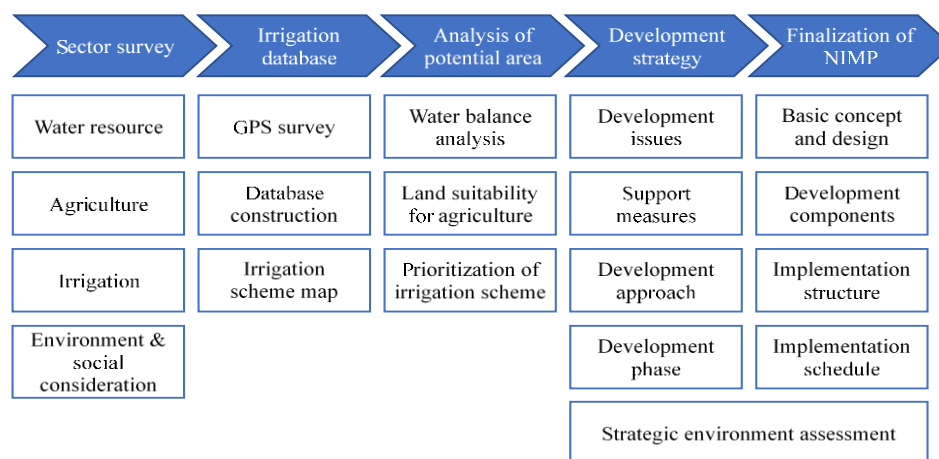 Sector survey
Irrigation
database
Analysis of
potential area
Development
strategy
Finalization of
NIMP
Water resource
GPS survey
Water balance
analysis
Development
issues
Basic concept
and design
Agriculture
Database
construction
Land suitability
for agriculture
Support
measures
Development
components
Irrigation
Irrigation
scheme map
Prioritization of
irrigation scheme
Development
approach
Implementation
structure
Environment &
social
consideration
Development
phase
Implementation
schedule
Strategic environment assessment